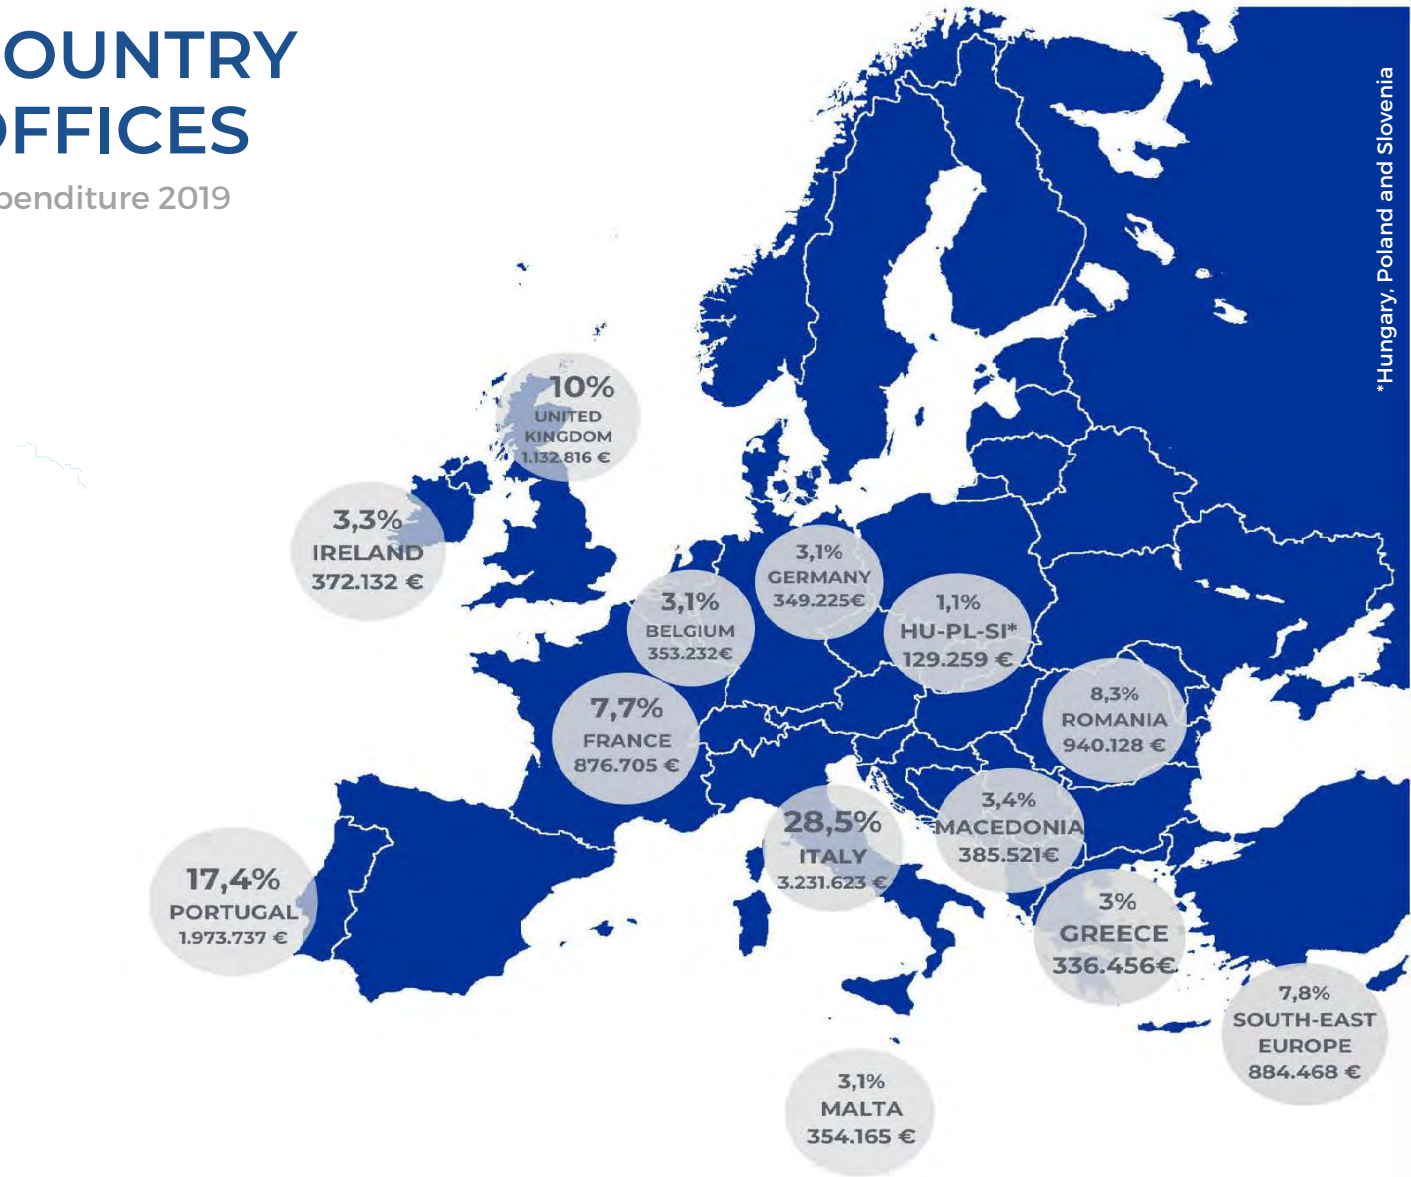 OUNTRY
OFFICES
penditure 2019
*Hungary, Poland and Slovenia
10%
UNITED
KINGDOM
1.132.816 €
3,3%
IRELAND
372.132 €
3,1%
GERMANY
349.225€
3,1%
BELGIUM
353.232€
1,1%
HU-PL-SI*
129.259 €
7,7%
FRANCE
876.705 €
8,3%
ROMANIA
940.128 €
28,5%
ITALY
3.231.623 €
3,4%
MACEDONIA
385.521€
17,4%
PORTUGAL
1.973.737 €
3%
GREECE
336.456€
7,8%
SOUTH-EAST
EUROPE
884.468 €
3,1%
MALTA
354.165 €